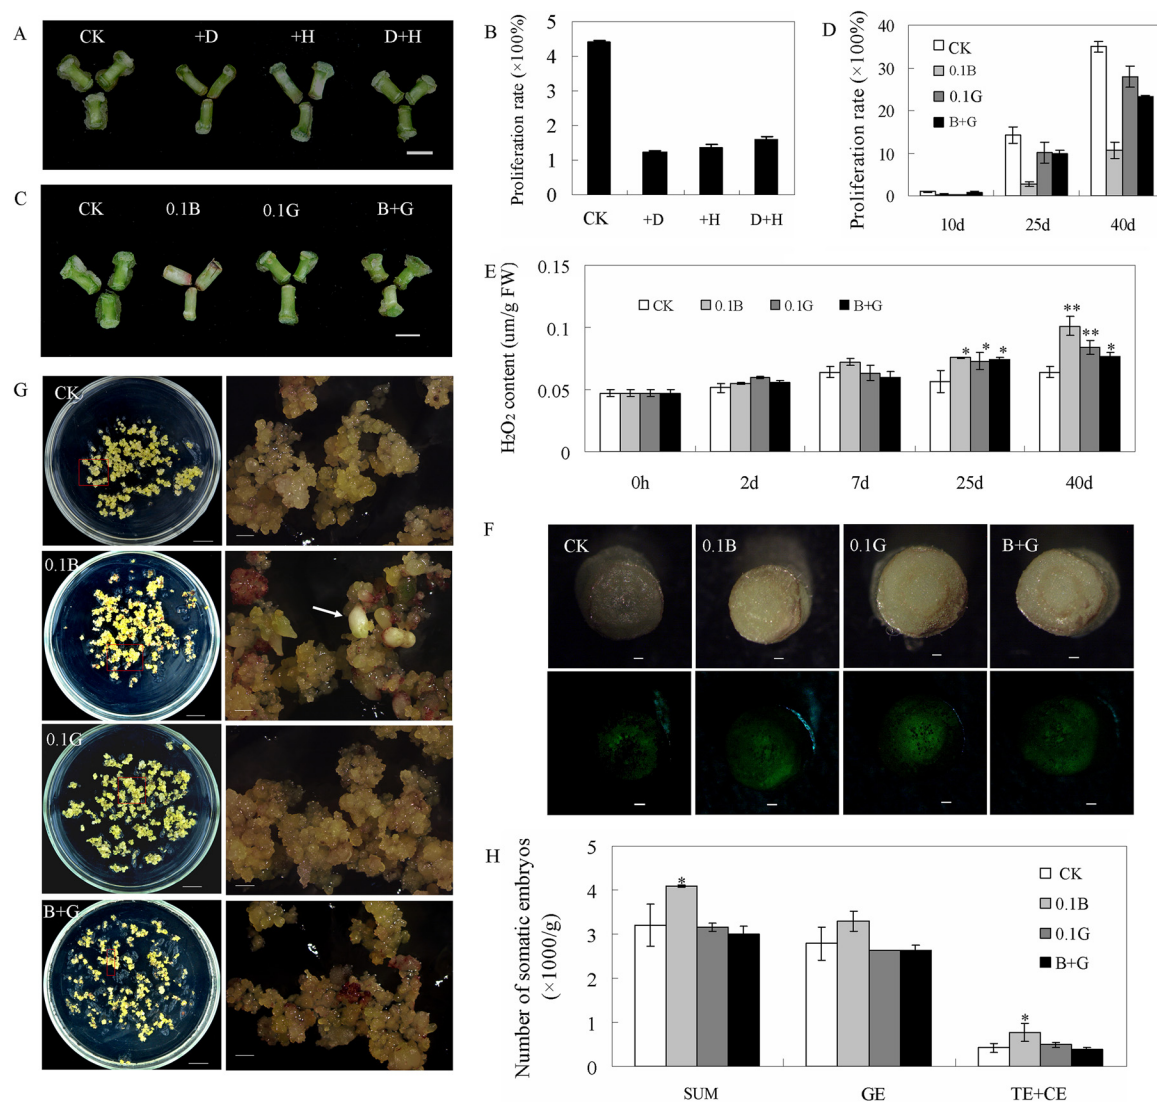 A
CK +D +H D+H
B
Proliferation rate (×100%)
5
4
3
2
1
0
CK +D +H D+H
C
CK 0.1B 0.1G B+G
D
Proliferation rate (×100%)
40
30
20
10
0
CK
0.1B
0.1G
B+G
10d 25d 40d
E
H₂O₂ content (um/g FW)
0.15
0.1
0.05
0
CK 0.1B 0.1G B+G
* * *
** ** *
0h 2d 7d 25d 40d
F
CK 0.1B 0.1G B+G
G
CK
0.1B
0.1G
B+G
H
Number of somatic embryos
(×1000/g)
5
4
3
2
1
0
CK
0.1B
0.1G
B+G
*
*
SUM GE TE+CE